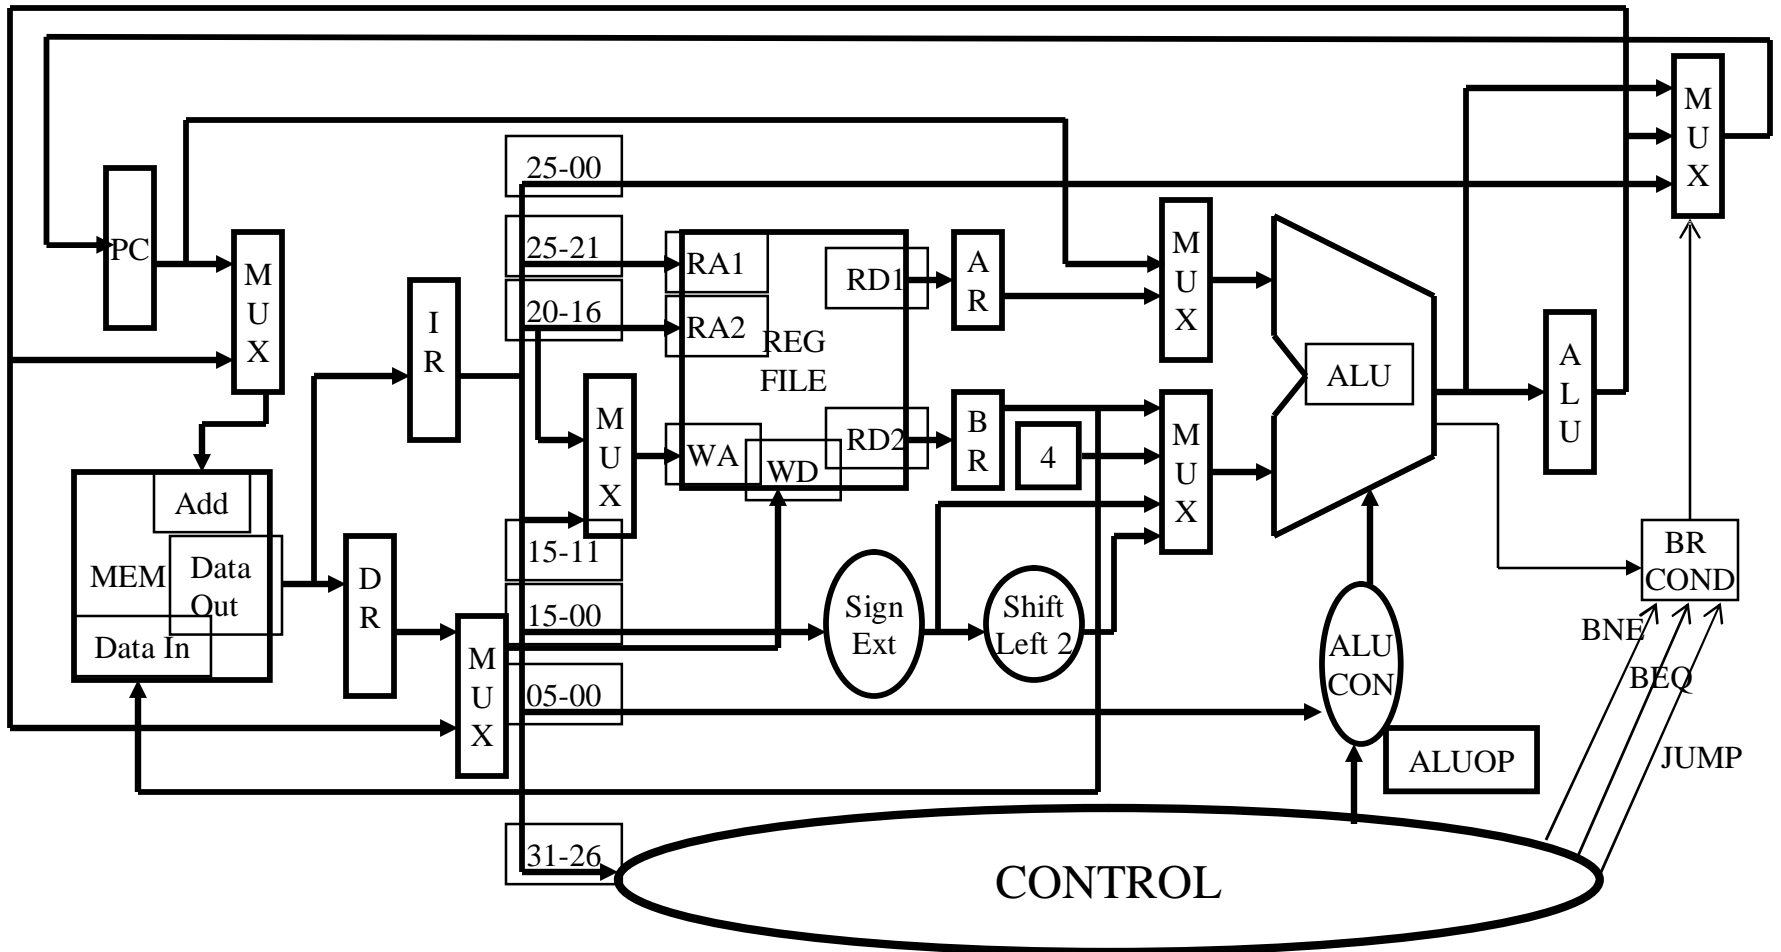 M
U
X
25-00
PC
25-21
M
U
X
RA1
RD1
A
R
M
U
X
20-16
RA2
REG
FILE
I
R
ALU
A
L
U
M
U
X
WA
WD
RD2
B
R
4
M
U
X
Add
MEM
Data
Out
Data In
D
R
15-11
15-00
M
U
X
05-00
Sign
Ext
Shift
Left 2
ALU
CON
BR
COND
BNE
BEQ
JUMP
ALUOP
31-26
CONTROL